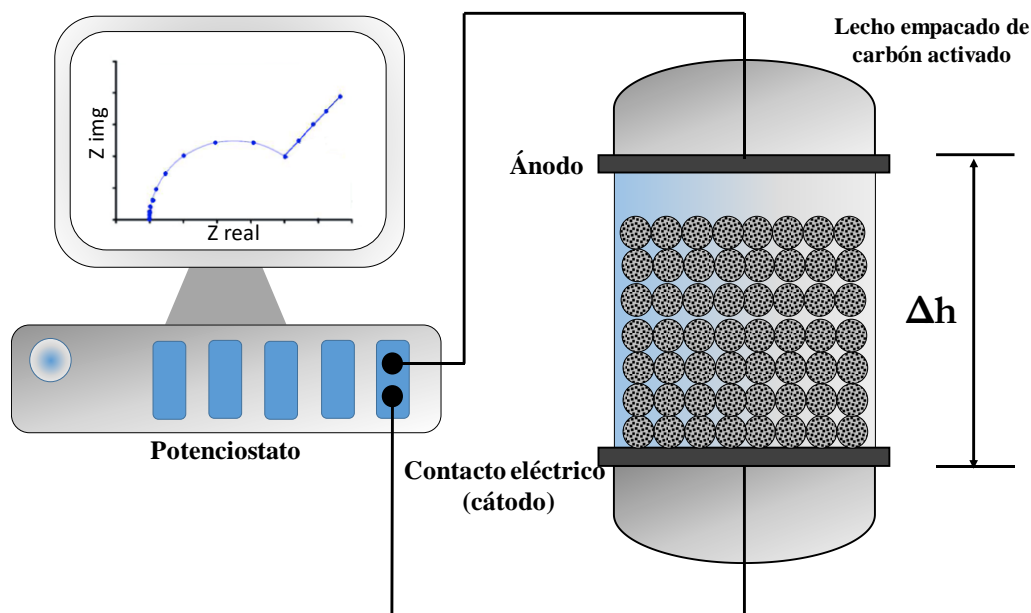 Lecho empacado de
carbón activado
Z img
Z real
Ánodo
Δh
Potenciostato
Contacto eléctrico
(cátodo)